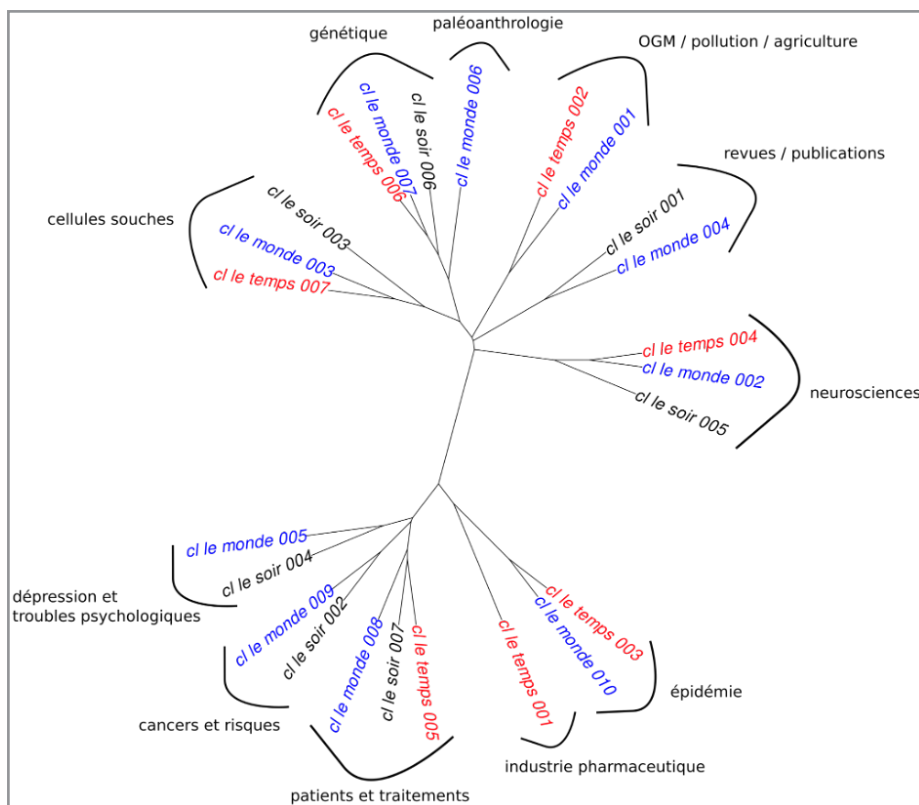 génétique
paléoanthrologie
OGM / pollution / agriculture
cl le temps 006
cl le monde 007
cl le soir 006
cl le monde 006
cl le temps 002
cl le monde 001
revues / publications
cl le soir 001
cl le monde 004
cellules souches
cl le soir 003
cl le monde 003
cl le temps 007
cl le temps 004
cl le monde 002
cl le soir 005
neurosciences
cl le monde 005
cl le soir 004
dépression et
troubles psychologiques
cl le monde 009
cl le soir 002
cancers et risques
cl le monde 008
cl le soir 007
cl le temps 005
patients et traitements
cl le temps 001
industrie pharmaceutique
cl le temps 003
cl le monde 010
épidémie